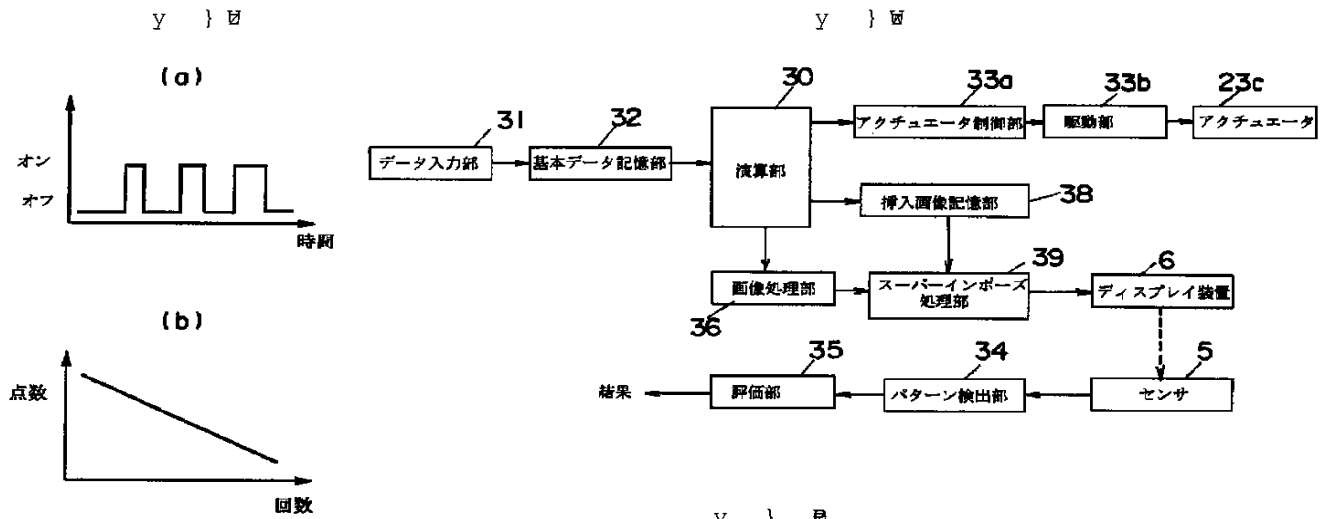 (a)
オン
オフ
時間
(b)
点数
回数
31
データ入力部
32
基本データ記憶部
30
演算部
33a
アクチュエータ制御部
33b
駆動部
23c
アクチュエータ
挿入画像記憶部
38
画像処理部
36
39
スーパーインポーズ
処理部
6
ディスプレイ装置
結果
35
評価部
34
パターン検出部
5
センサ